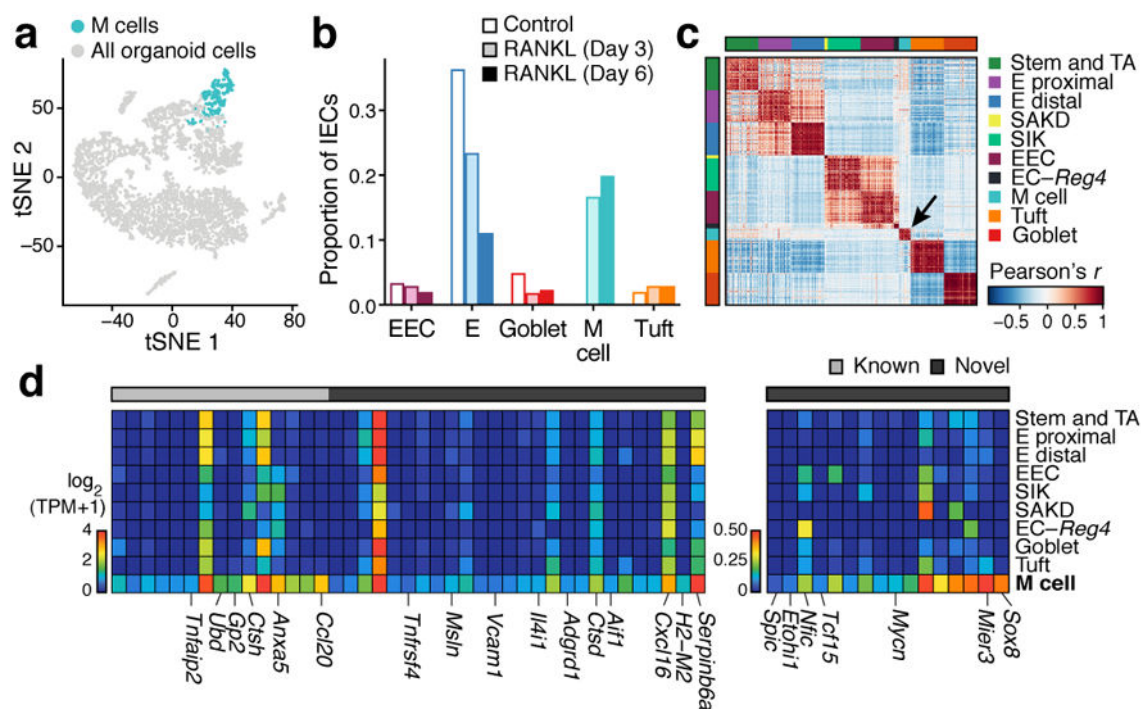 a
M cells
All organoid cells
50
0
−50
−40
0
40
80
tSNE 2
tSNE 1
b
Control
RANKL (Day 3)
RANKL (Day 6)
Proportion of IECs
0.3
0.2
0.1
0.0
EEC
E
Goblet
M
cell
Tuft
c
Stem and TA
E proximal
E distal
SAKD
SIK
EEC
EC−Reg4
M cell
Tuft
Goblet
Pearson's r
−0.5
0
0.5
1
d
Known
Novel
log2
(TPM+1)
4
2
0
0.50
0.25
0
Stem and TA
E proximal
E distal
EEC
SIK
SAKD
EC−Reg4
Goblet
Tuft
M cell
Tnfaip2
Ubd
Gp2
Ctsh
Anxa5
Ccl20
Tnfrsf4
Msln
Vcam1
Il4i1
Adgrd1
Ctsd
Aif1
Cxcl16
H2−M2
Serpinb6a
Spic
Etohi1
Nfic
Tcf15
Mycn
Mier3
Sox8